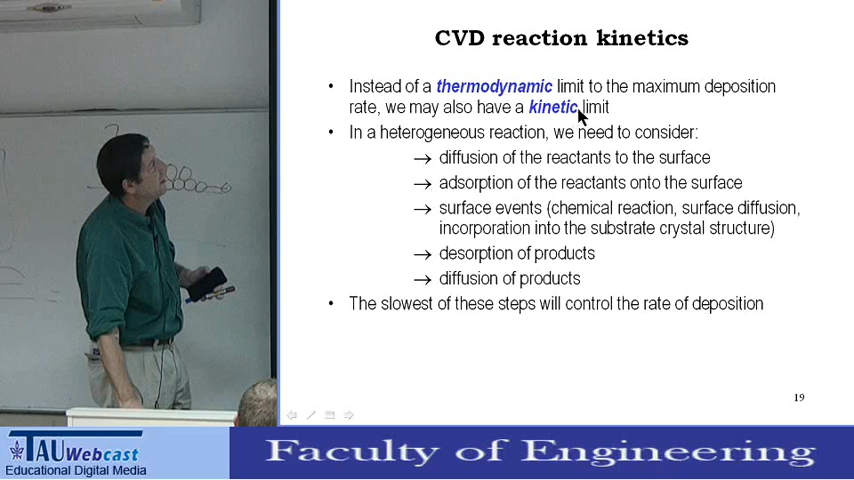 CVD reaction kinetics
• Instead of a thermodynamic limit to the maximum deposition
rate, we may also have a kinetic limit
• In a heterogeneous reaction, we need to consider:
→ diffusion of the reactants to the surface
→ adsorption of the reactants onto the surface
→ surface events (chemical reaction, surface diffusion,
incorporation into the substrate crystal structure)
→ desorption of products
→ diffusion of products
• The slowest of these steps will control the rate of deposition
19
TAU Webcast
Educational Digital Media
Faculty of Engineering